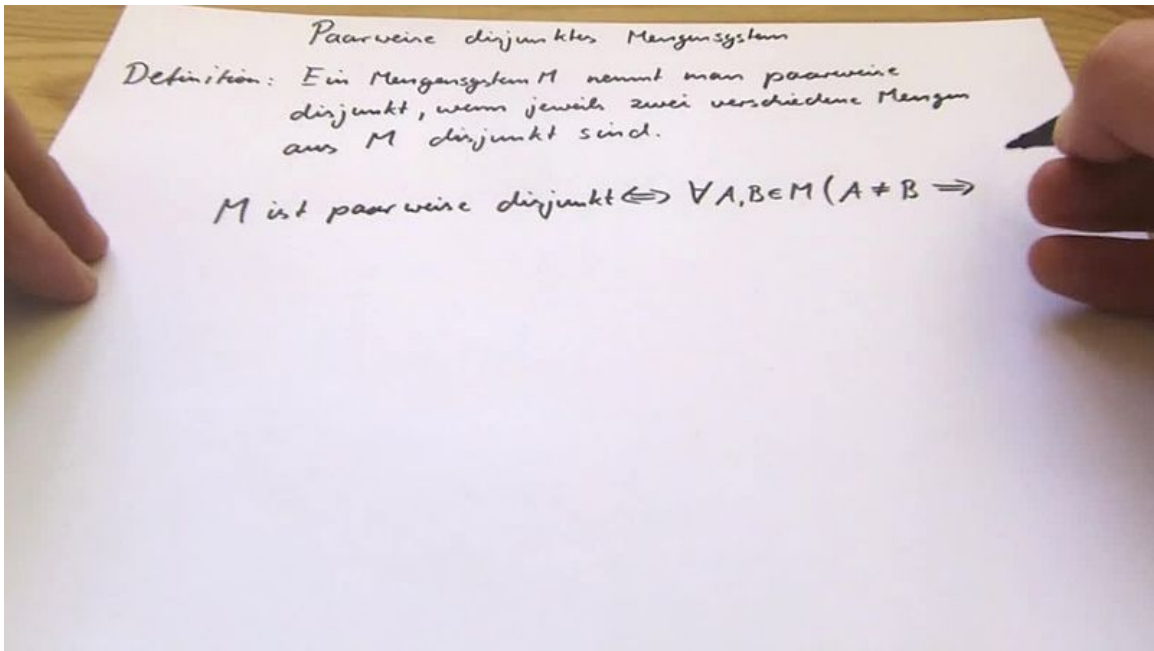 Paarweise disjunktes Mengensystem
Definition: Ein Mengensystem M nennt man paarweise
disjunkt, wenn jeweils zwei verschiedene Mengen
aus M disjunkt sind.
M ist paarweise disjunkt ⇔ ∀ A, B ∈ M ( A ≠ B ⇒